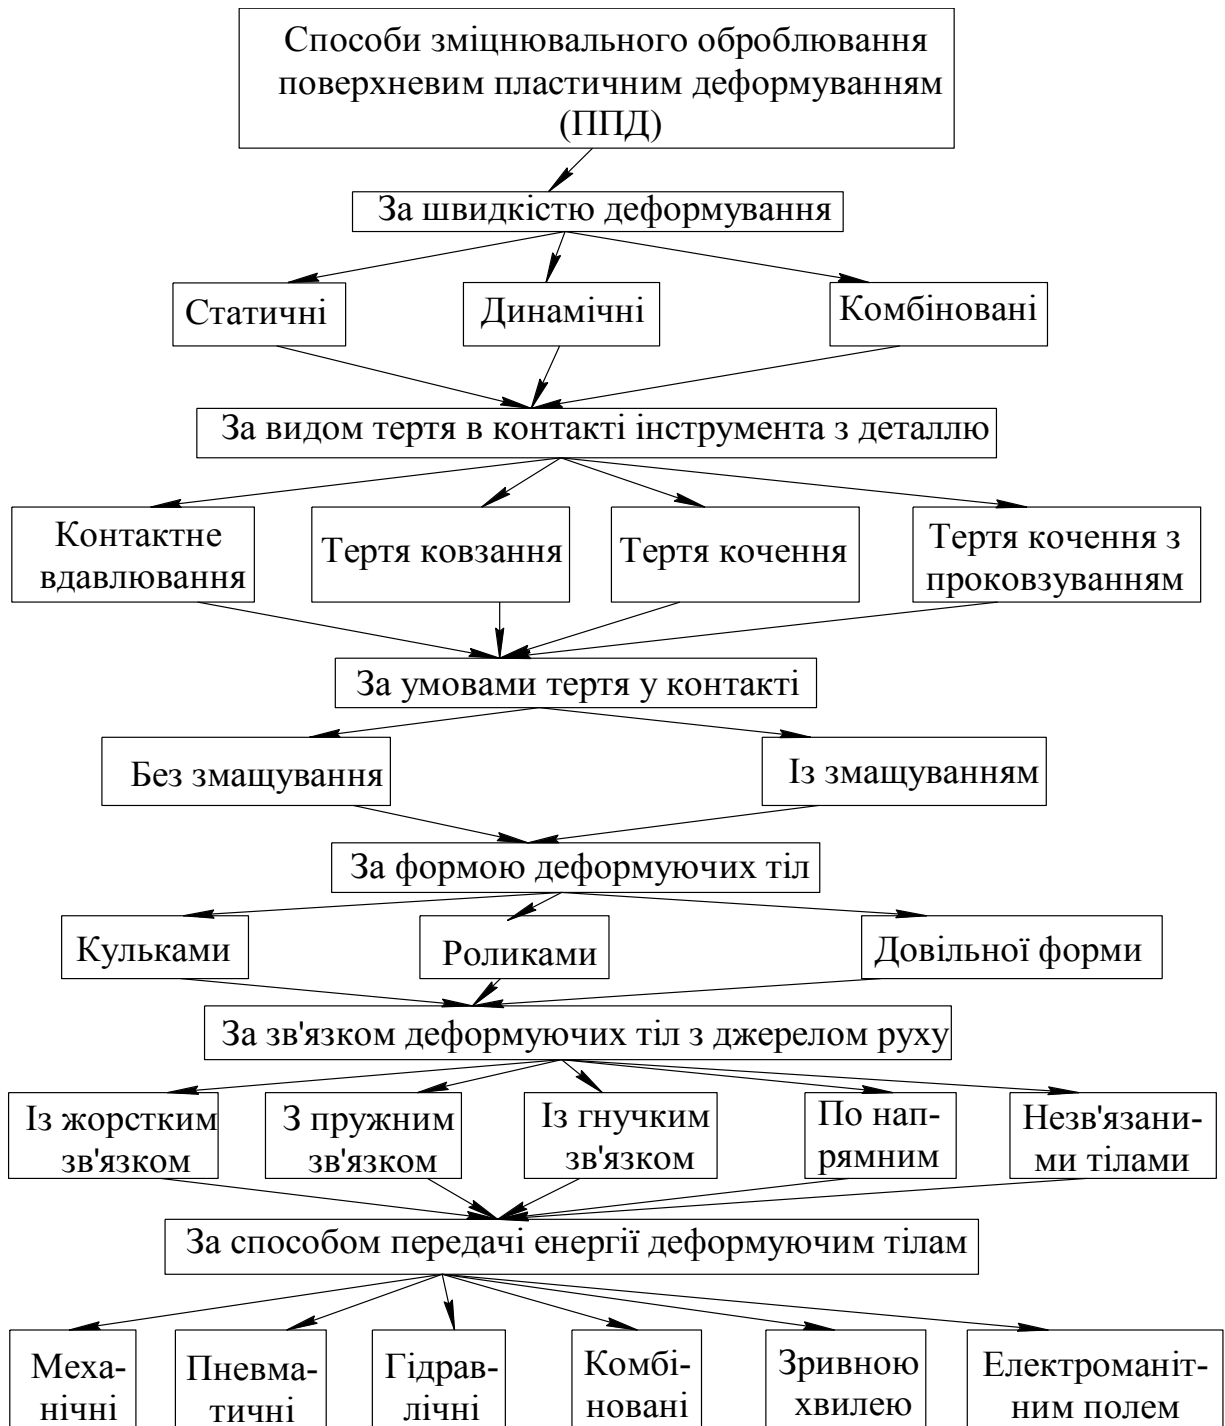 Способи зміцнювального оброблювання
поверхневим пластичним деформуванням
(ППД)
За швидкістю деформування
Статичні
Динамічні
Комбіновані
За видом тертя в контакті інструмента з деталлю
Контактне
вдавлювання
Тертя ковзання
Тертя кочення
Тертя кочення з
проковзуванням
За умовами тертя у контакті
Без змащування
Із змащуванням
За формою деформуючих тіл
Кульками
Роликами
Довільної форми
За зв'язком деформуючих тіл з джерелом руху
Із жорстким
зв'язком
З пружним
зв'язком
Із гнучким
зв'язком
По нап-
рямним
Незв'язани-
ми тілами
За способом передачі енергії деформуючим тілам
Меха-
нічні
Пневма-
тичні
Гідрав-
лічні
Комбі-
новані
Зривною
хвилею
Електроманіт-
ним полем